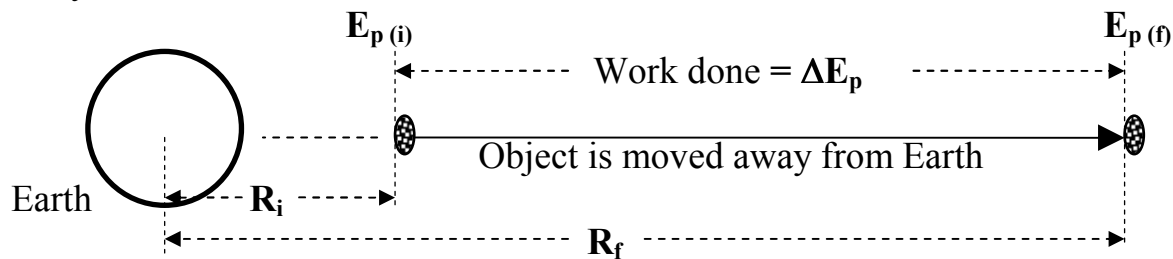 E_p (i) E_p (f)
Work done = ΔE_p
Object is moved away from Earth
Earth R_i
R_f